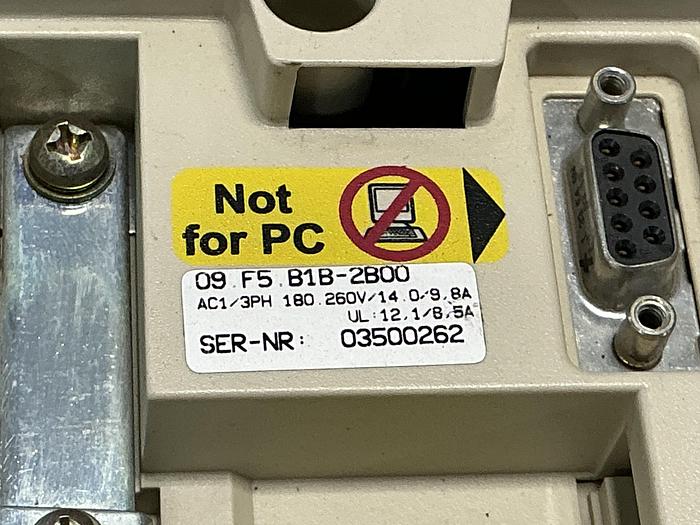 Not
for PC
09.F5.B1B-2B00
AC1/3PH 180.260V/14.0/9,8A
UL:12,1/8,5A
SER-NR: 03500262